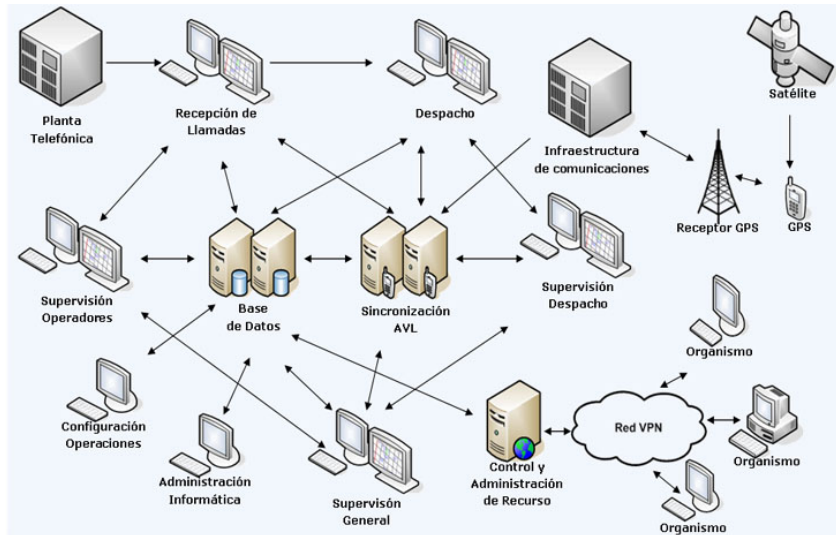 Planta
Telefónica
Recepción de
Llamadas
Despacho
Infraestructura
de comunicaciones
Satélite
Receptor GPS
GPS
Supervisión
Operadores
Base
de Datos
Sincronización
AVL
Supervisión
Despacho
Organismo
Configuración
Operaciones
Administración
Informática
Supervisón
General
Control y
Administración
de Recurso
Red VPN
Organismo
Organismo